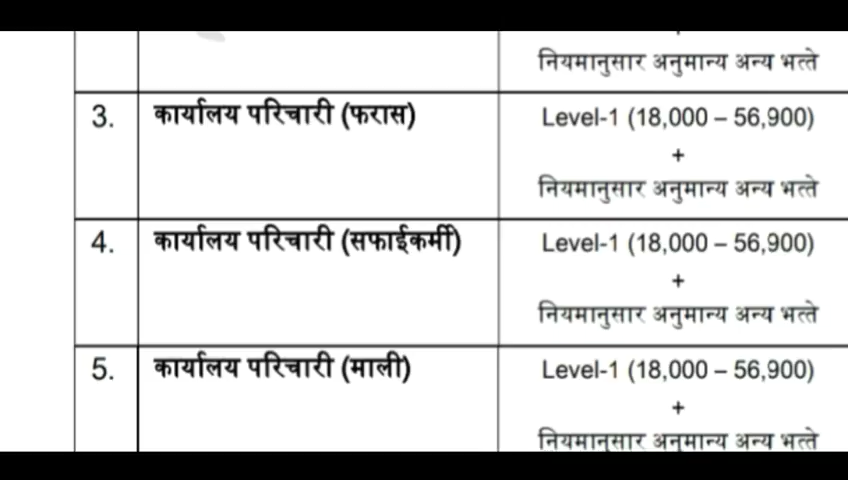 नियमानुसार अनुमान्य अन्य भत्ते
3. कार्यालय परिचारी (फरास) Level-1 (18,000 – 56,900)
+
नियमानुसार अनुमान्य अन्य भत्ते
4. कार्यालय परिचारी (सफाईकर्मी) Level-1 (18,000 – 56,900)
+
नियमानुसार अनुमान्य अन्य भत्ते
5. कार्यालय परिचारी (माली) Level-1 (18,000 – 56,900)
+
नियमानुसार अनुमान्य अन्य भत्ते